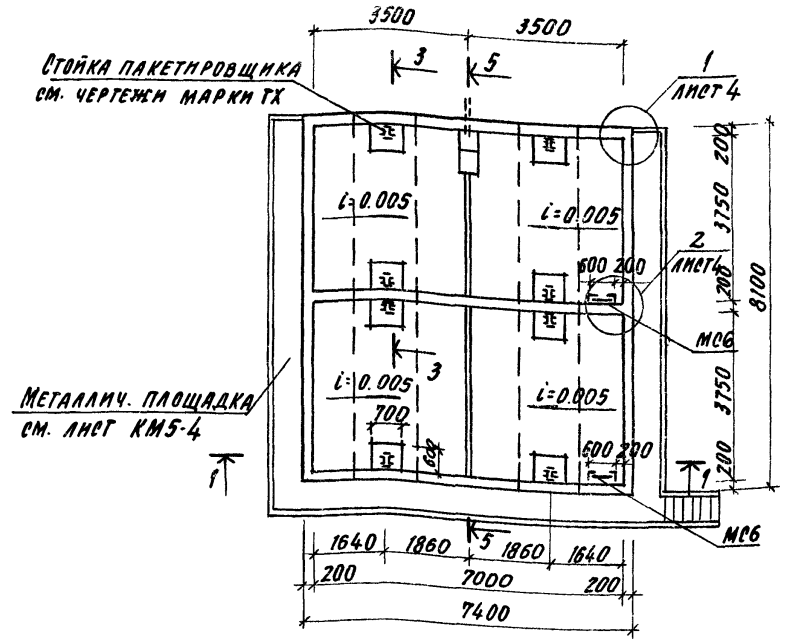 3500
3500
3
5
1
ЛИСТ 4
СТОЙКА ПАКЕТИРОВЩИКА
СМ. ЧЕРТЕЖИ МАРКИ ТХ
200
i=0.005
i=0.005
3750
2
ЛИСТ 4
600 200
200
8100
МС6
3
i=0.005
i=0.005
МЕТАЛЛИЧ. ПЛОЩАДКА
СМ. ЛИСТ КМ5-4
3750
700
600
600 200
200
1
1
МС6
5
1640 1860 1860 1640
200 7000 200
7400